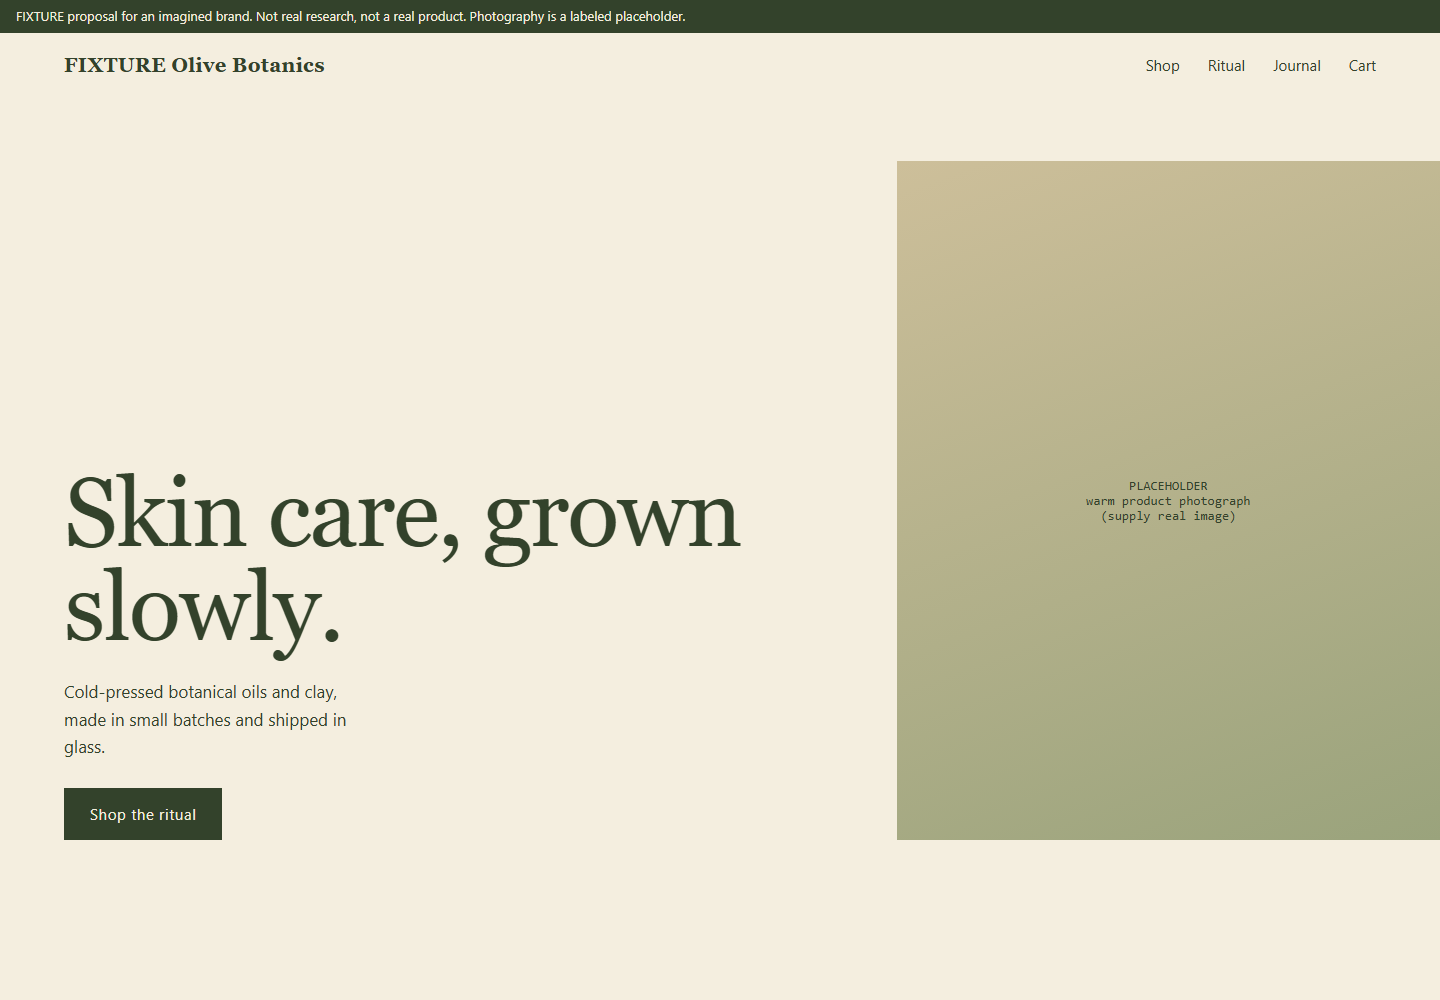 FIXTURE proposal for an imagined brand. Not real research, not a real product. Photography is a labeled placeholder.
FIXTURE Olive Botanics
Shop Ritual Journal Cart
Skin care, grown
slowly.
Cold-pressed botanical oils and clay,
made in small batches and shipped in
glass.
Shop the ritual
PLACEHOLDER
warm product photograph
(supply real image)